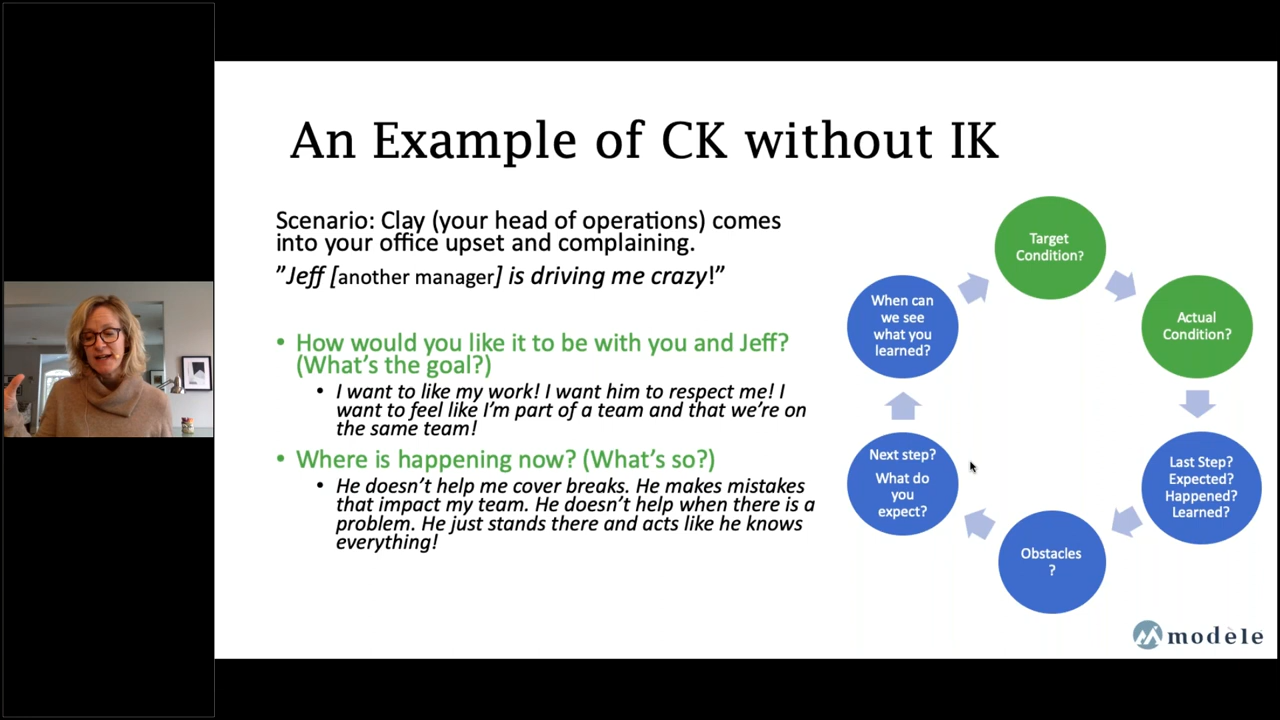 An Example of CK without IK
Scenario: Clay (your head of operations) comes
into your office upset and complaining.
”Jeff [another manager] is driving me crazy!”
• How would you like it to be with you and Jeff?
(What’s the goal?)
• I want to like my work! I want him to respect me! I
want to feel like I’m part of a team and that we’re on
the same team!
• Where is happening now? (What’s so?)
• He doesn’t help me cover breaks. He makes mistakes
that impact my team. He doesn’t help when there is a
problem. He just stands there and acts like he knows
everything!
Target
Condition?
Actual
Condition?
Last Step?
Expected?
Happened?
Learned?
Obstacles
?
Next step?
What do
you
expect?
When can
we see
what you
learned?
modèle